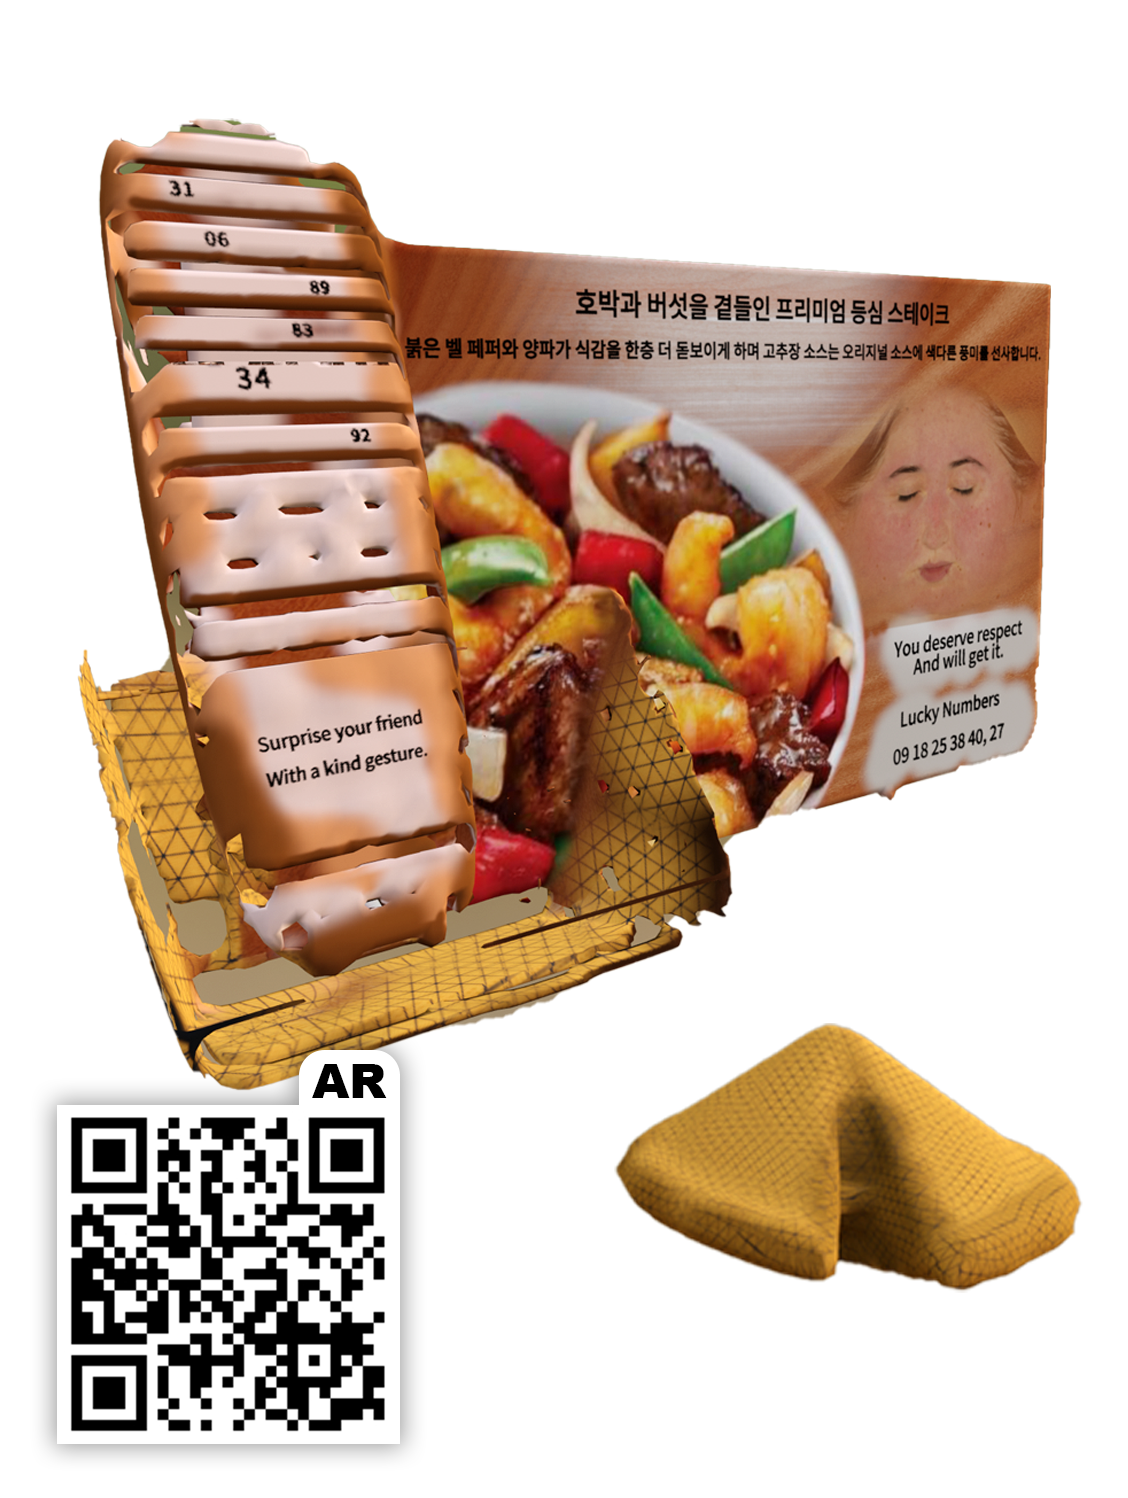 31
06
89
83
34
92
호박과 버섯을 곁들인 프리미엄 등심 스테이크
붉은 벨 페퍼와 양파가 식감을 한층 더 돋보이게 하며 고추장 소스는 오리지널 소스에 색다른 풍미를 선사합니다.
You deserve respect
And will get it.
Lucky Numbers
09 18 25 38 40, 27
Surprise your friend
With a kind gesture.
AR